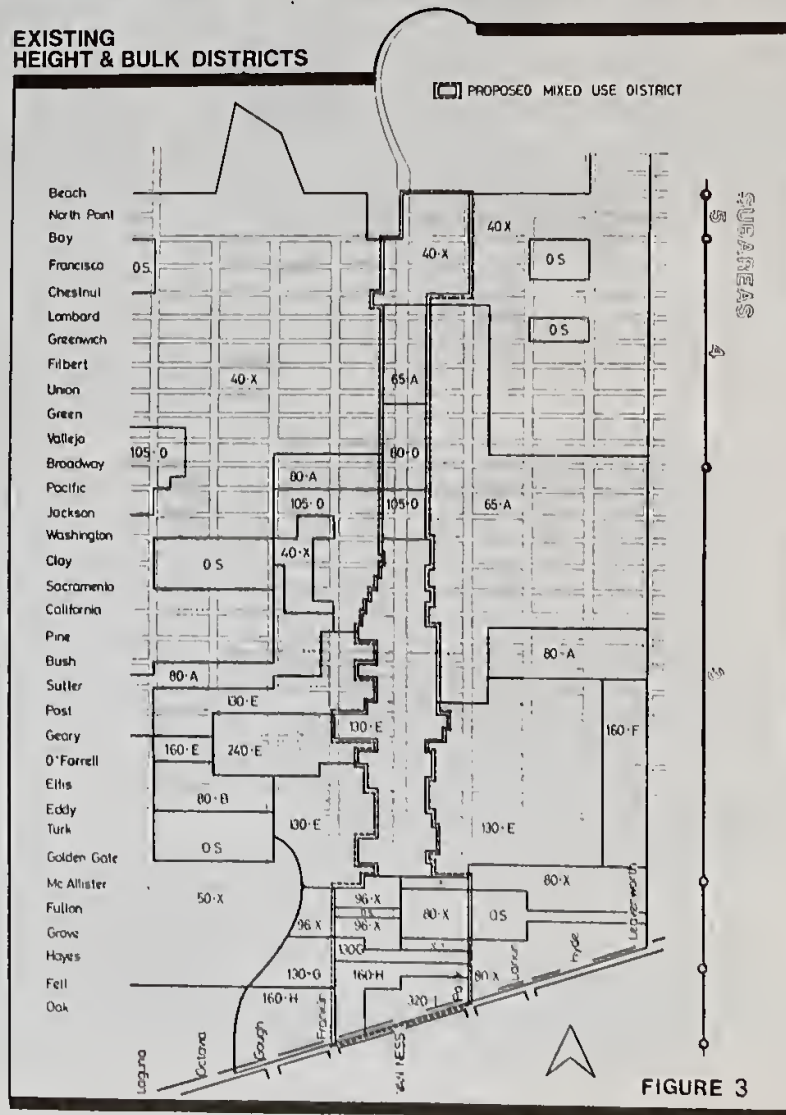 EXISTING
HEIGHT & BULK DISTRICTS
PROPOSED MIXED USE DISTRICT
Beach
North Point
Bay
Francisco
Chestnut
Lombard
Greenwich
Filbert
Union
Green
Vallejo
Broadway
Pacific
Jackson
Washington
Clay
Sacramento
California
Pine
Bush
Sutter
Post
Geary
O'Farrell
Ellis
Eddy
Turk
Golden Gate
Mc Allister
Fulton
Grove
Hayes
Fell
Oak
40·X
40·X
OS
OS
OS
40·X
65·A
80·D
105·D
80·A
105·D
105·D
65·A
40·X
OS
80·A
80·A
130·E
130·E
160·F
160·E
240·E
80·B
130·E
130·E
OS
80·X
50·X
96·X
96·X
96·X
80·X
OS
130G
130·G
160·H
160·H
80·X
320·I
Laguna
Octavia
Gough
Franklin
VAN NESS
Polk
Larkin
Hyde
Leavenworth
SUBAREAS
5
4
3
FIGURE 3